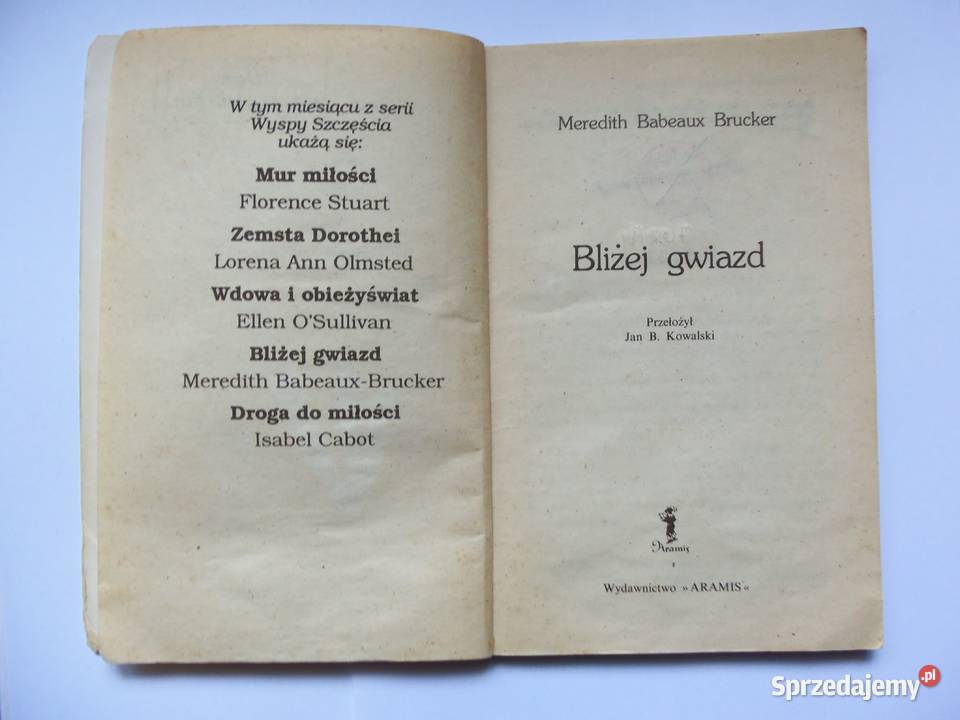 W tym miesiącu z serii
Wyspy Szczęścia
ukażą się:
Mur miłości
Florence Stuart
Zemsta Dorothei
Lorena Ann Olmsted
Wdowa i obieżyświat
Ellen O'Sullivan
Bliżej gwiazd
Meredith Babeaux-Brucker
Droga do miłości
Isabel Cabot
Meredith Babeaux Brucker
Bliżej gwiazd
Przełożył
Jan B. Kowalski
Aramis
Wydawnictwo »ARAMIS«
Sprzedajemy.pl